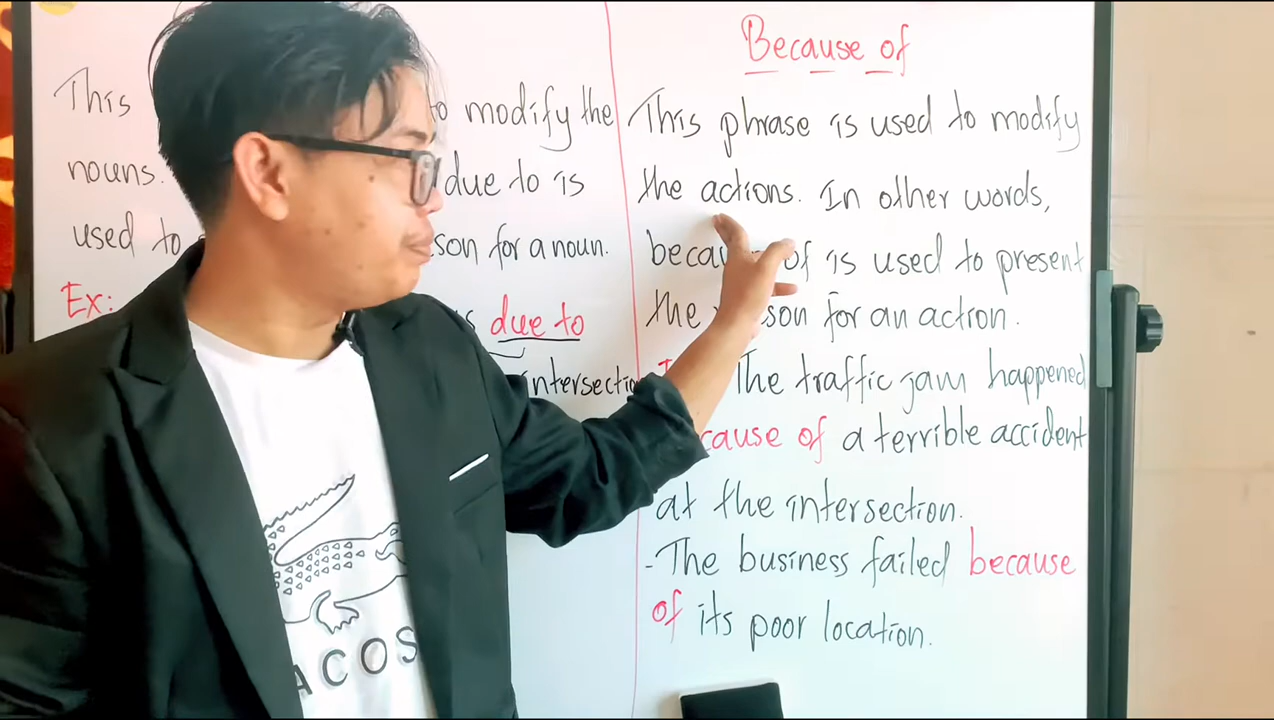 This to modify the
nouns. due to is
used to son for a noun.
Ex: due to
intersection
Because of
This phrase is used to modify
the actions. In other words,
of is used to present
the son for an action.
The traffic jam happened
cause of a terrible accident
at the intersection.
- The business failed because
of its poor location.
ACOS